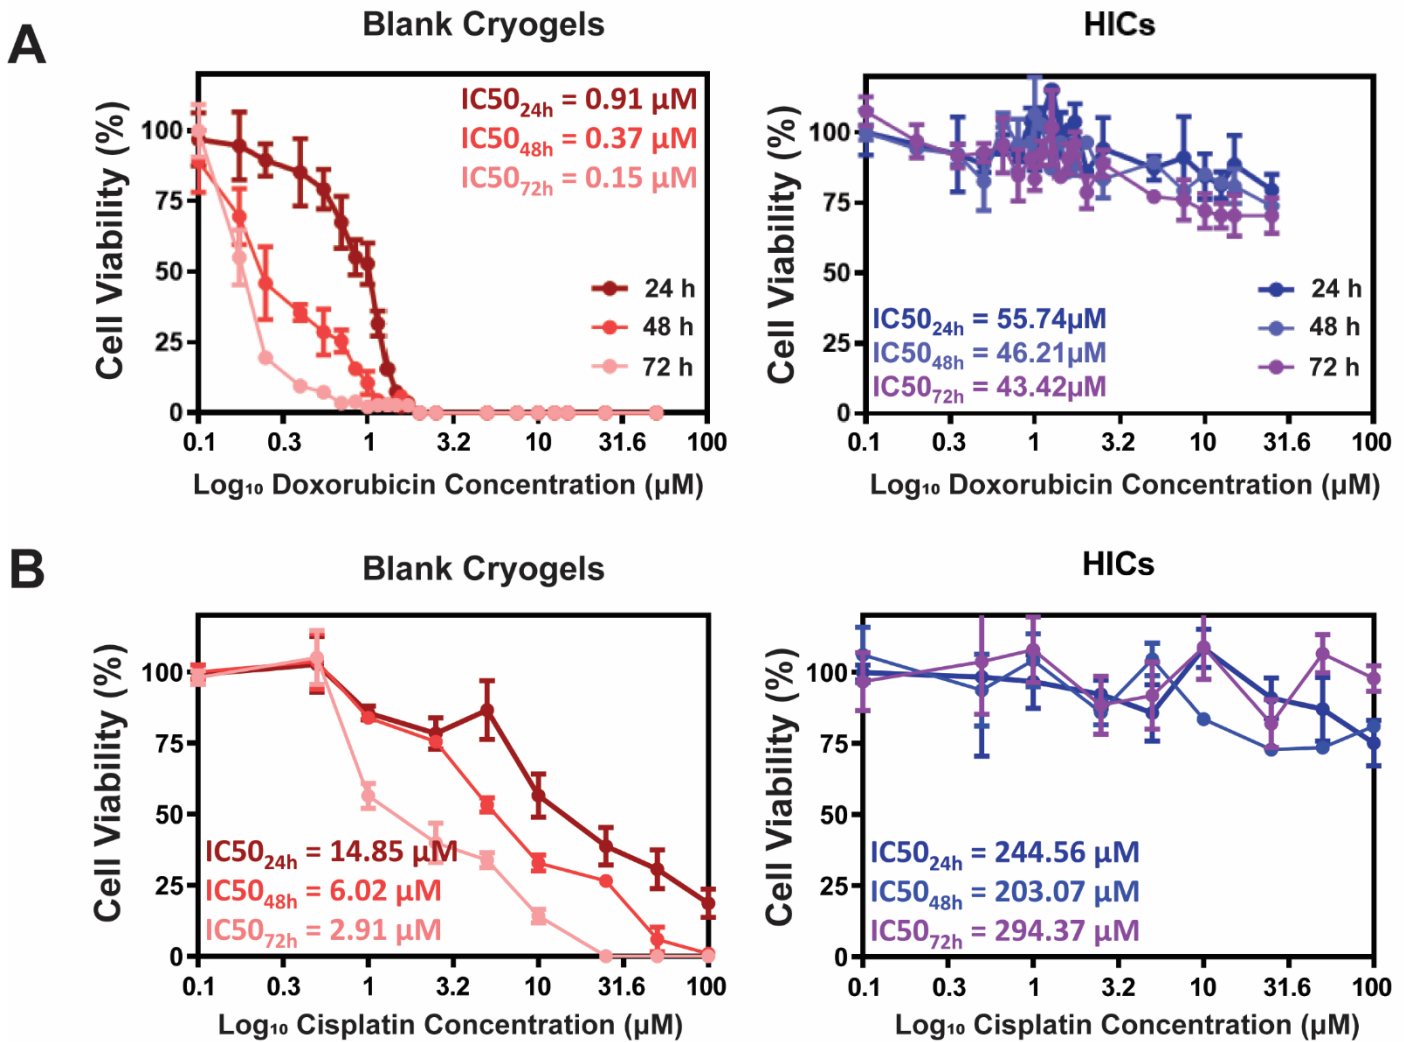 A
Blank Cryogels
HICs
Cell Viability (%)
100
75
50
25
0
IC5024h = 0.91 µM
IC5048h = 0.37 µM
IC5072h = 0.15 µM
24 h
48 h
72 h
0.1 0.3 1 3.2 10 31.6 100
Log₁₀ Doxorubicin Concentration (µM)
Cell Viability (%)
100
75
50
25
0
24 h
48 h
72 h
IC5024h = 55.74µM
IC5048h = 46.21µM
IC5072h = 43.42µM
0.1 0.3 1 3.2 10 31.6 100
Log₁₀ Doxorubicin Concentration (µM)
B
Blank Cryogels
HICs
Cell Viability (%)
100
75
50
25
0
IC5024h = 14.85 µM
IC5048h = 6.02 µM
IC5072h = 2.91 µM
0.1 0.3 1 3.2 10 31.6 100
Log₁₀ Cisplatin Concentration (µM)
Cell Viability (%)
100
75
50
25
0
IC5024h = 244.56 µM
IC5048h = 203.07 µM
IC5072h = 294.37 µM
0.1 0.3 1 3.2 10 31.6 100
Log₁₀ Cisplatin Concentration (µM)